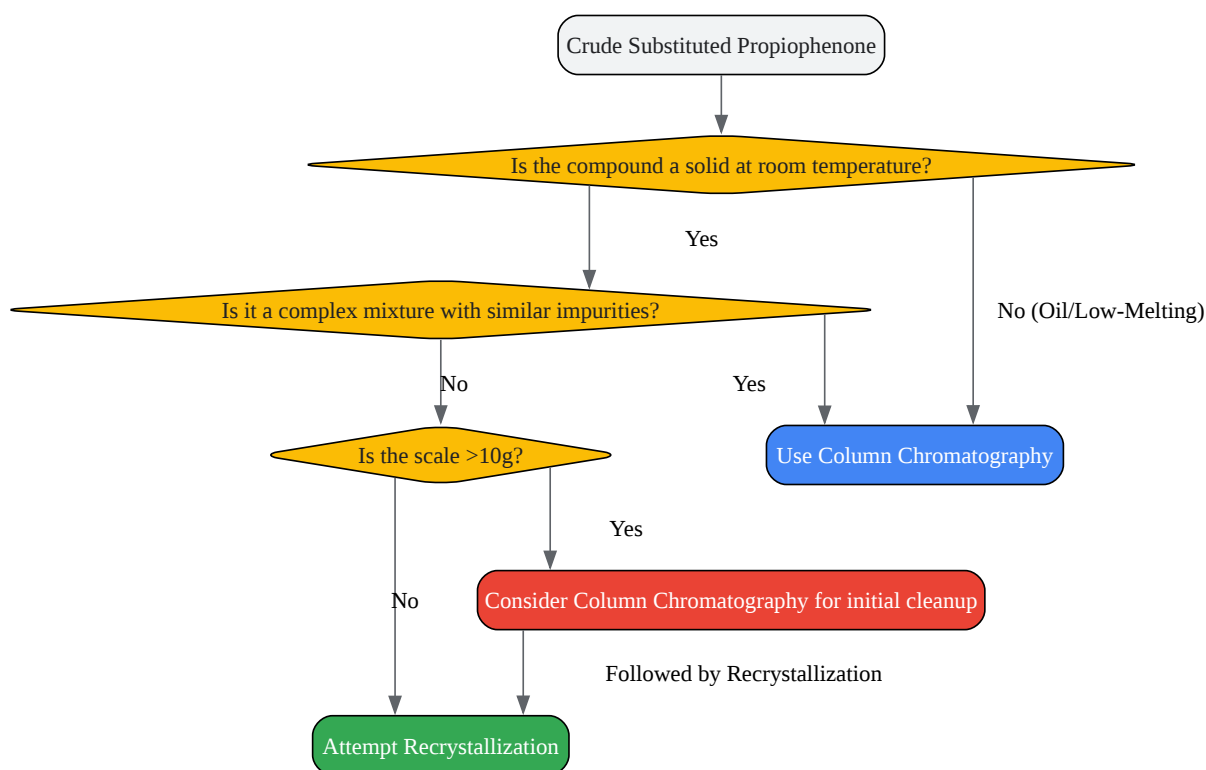 Crude Substituted Propiophenone
Is the compound a solid at room temperature?
Yes
Is it a complex mixture with similar impurities?
No (Oil/Low-Melting)
No
Yes
Is the scale >10g?
Use Column Chromatography
Yes
No
Consider Column Chromatography for initial cleanup
Followed by Recrystallization
Attempt Recrystallization